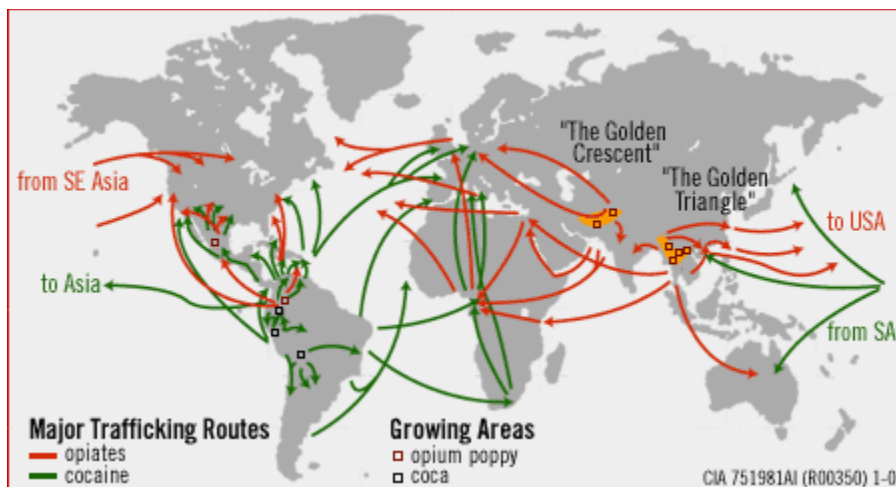 "The Golden
Crescent"
"The Golden
Triangle"
from SE Asia
to USA
to Asia
from SA
Major Trafficking Routes
opiates
cocaine
Growing Areas
opium poppy
coca
CIA 751981AI (R00350) 1-0